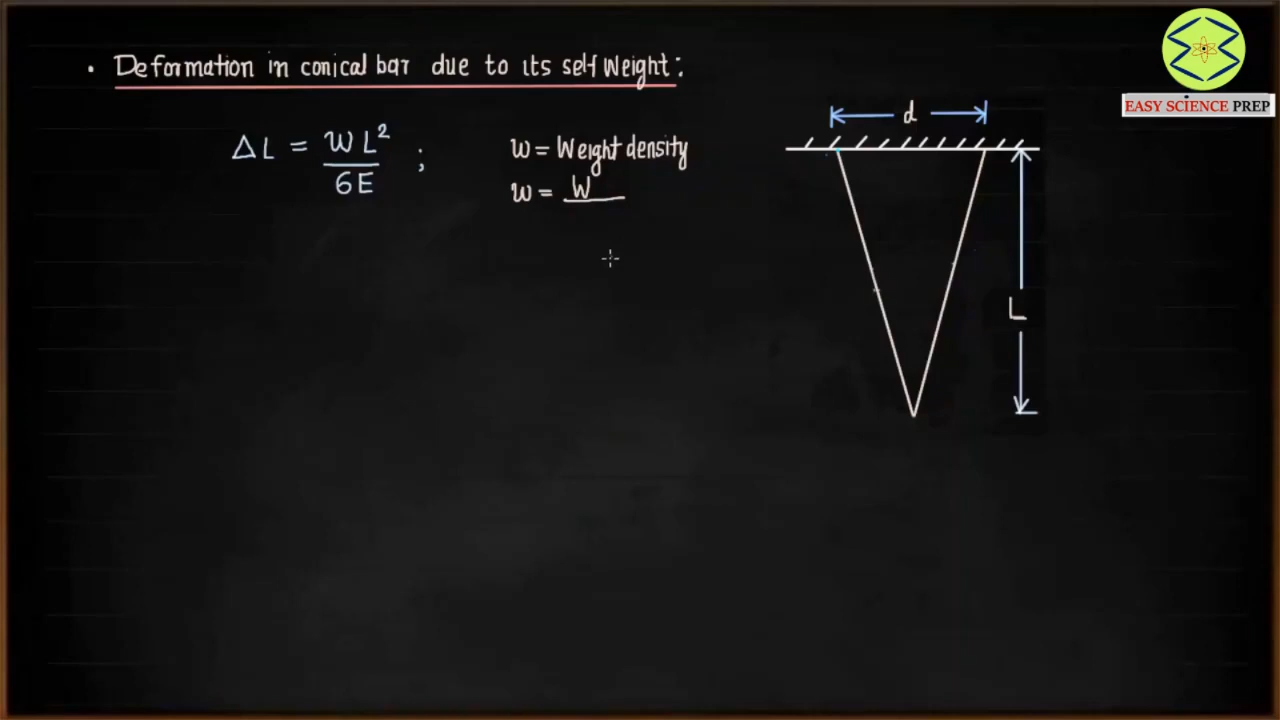 • Deformation in conical bar due to its self Weight:
ΔL = wL² / 6E ;
w = Weight density
w = W
d
L
EASY SCIENCE PREP